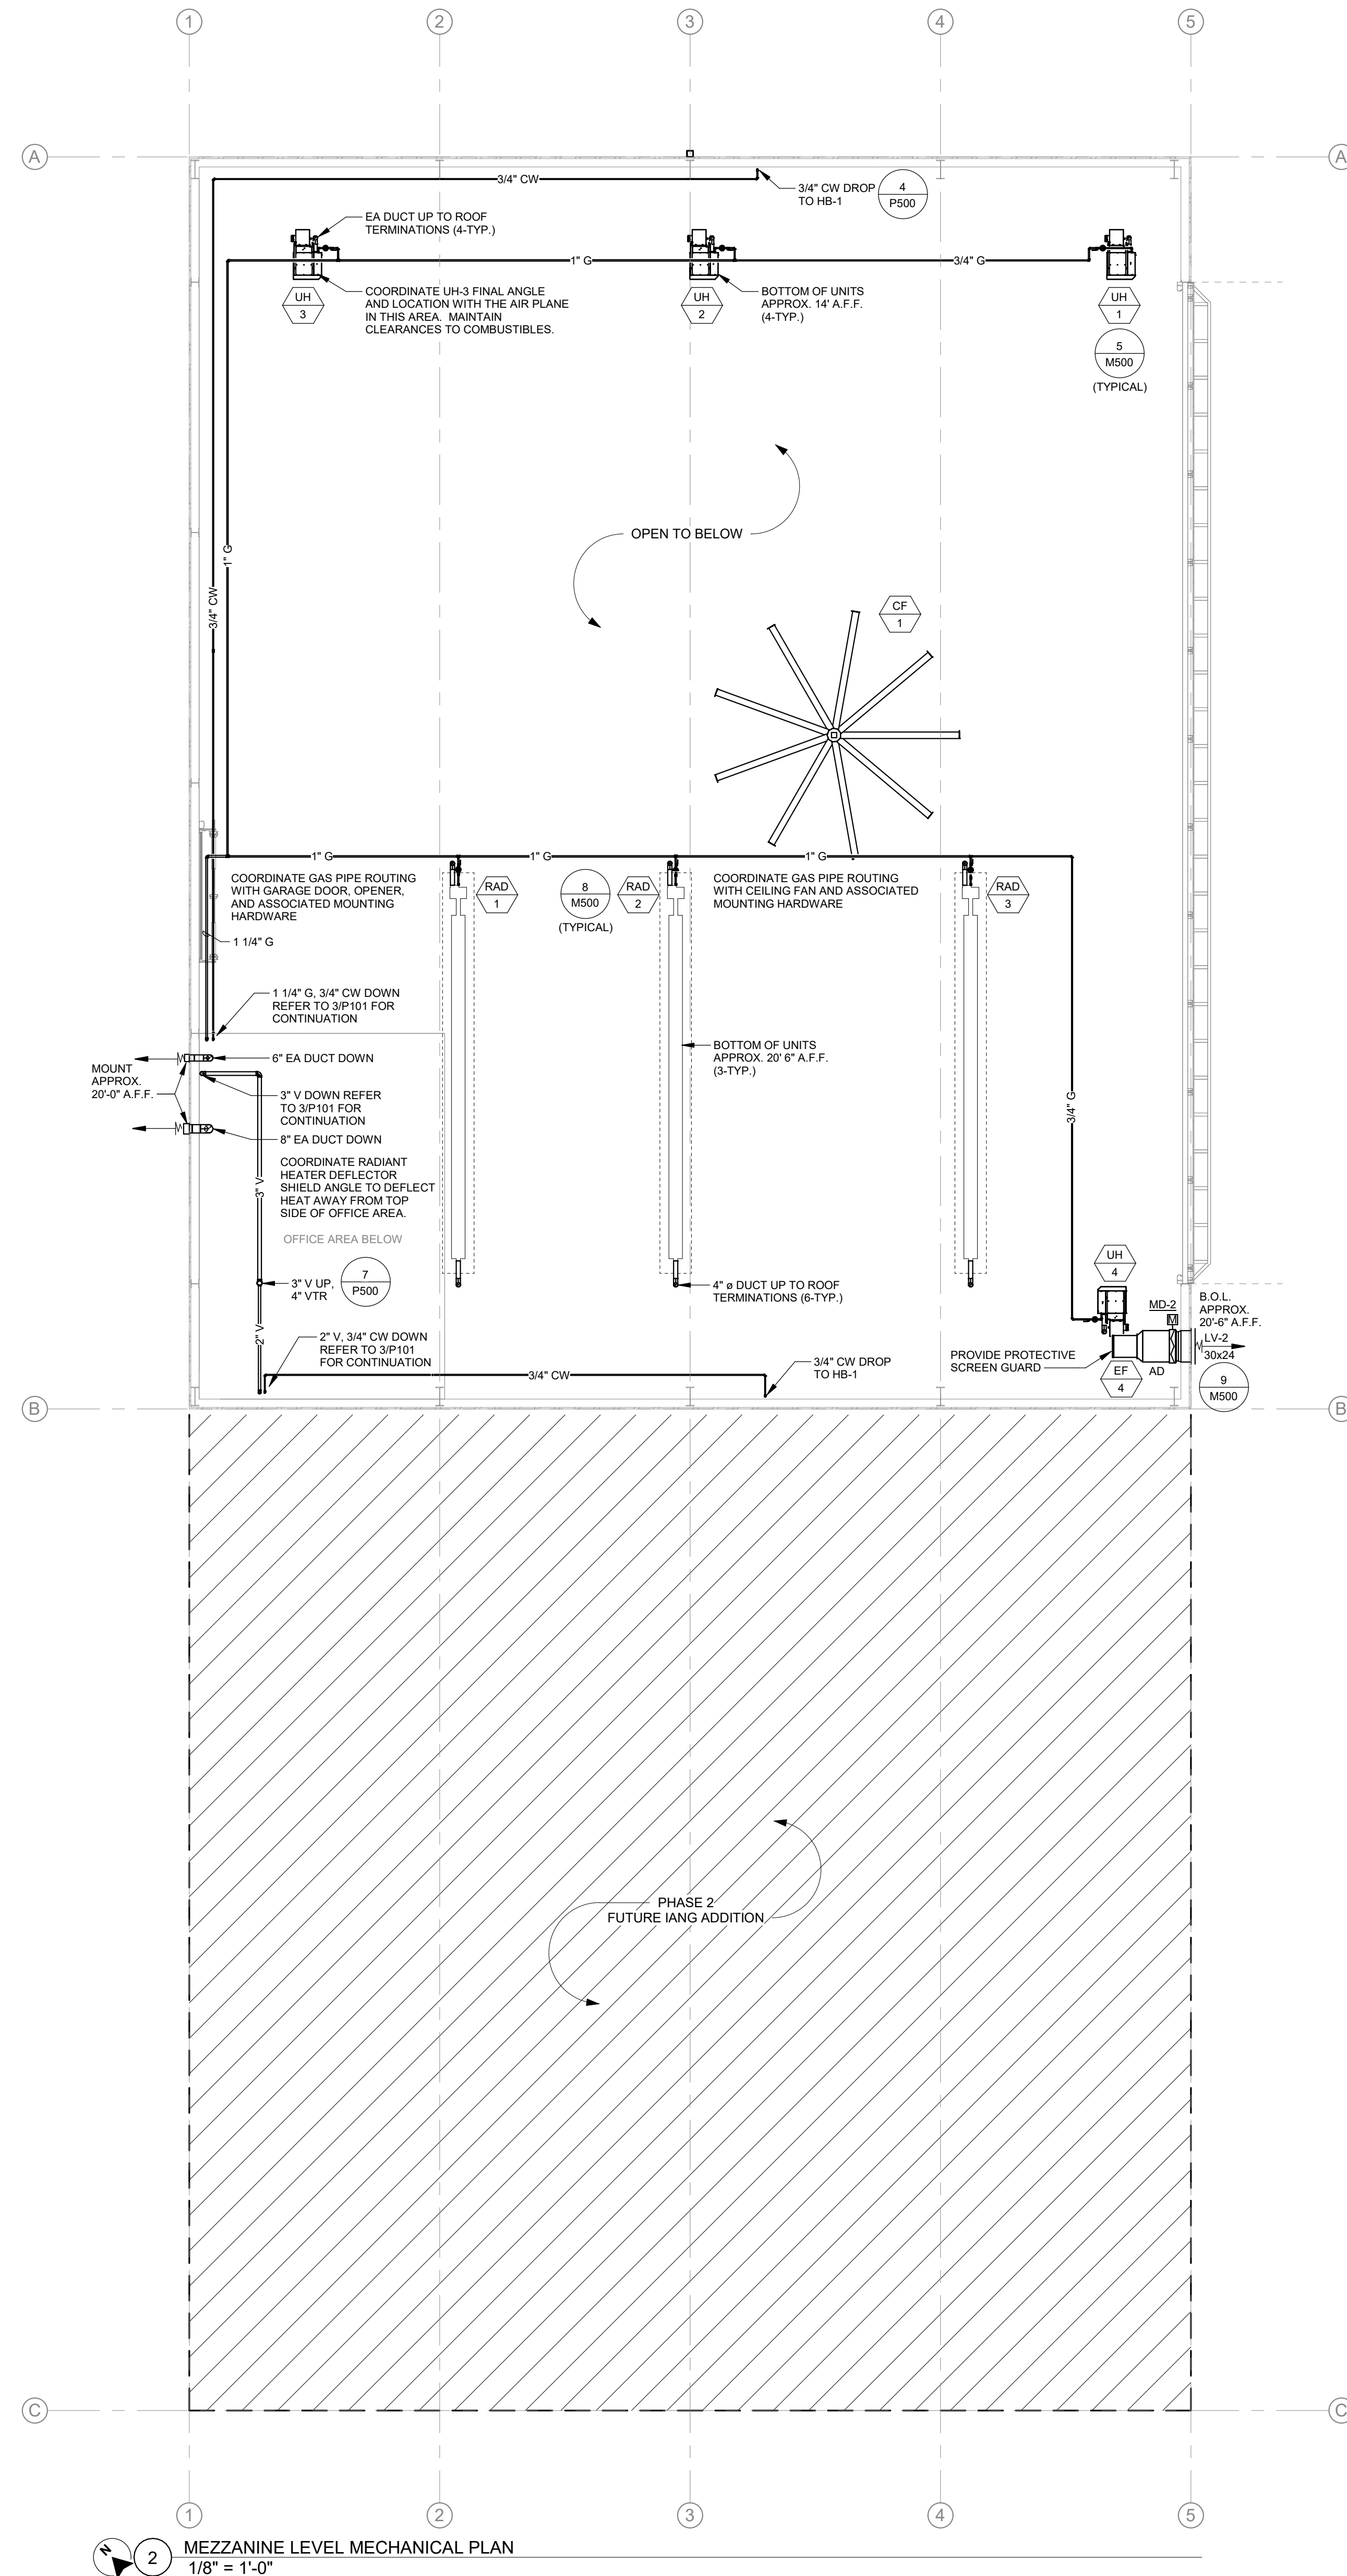 1
2
3
4
5
A
A
3/4" CW
3/4" CW DROP
TO HB-1
4
P500
EA DUCT UP TO ROOF
TERMINATIONS (4-TYP.)
1" G
3/4" G
COORDINATE UH-3 FINAL ANGLE
AND LOCATION WITH THE AIR PLANE
IN THIS AREA. MAINTAIN
CLEARANCES TO COMBUSTIBLES.
UH
3
UH
2
BOTTOM OF UNITS
APPROX. 14' A.F.F.
(4-TYP.)
UH
1
5
M500
(TYPICAL)
OPEN TO BELOW
1" G
3/4" CW
CF
1
1" G
1" G
1" G
COORDINATE GAS PIPE ROUTING
WITH GARAGE DOOR, OPENER,
AND ASSOCIATED MOUNTING
HARDWARE
RAD
1
8
M500
(TYPICAL)
RAD
2
COORDINATE GAS PIPE ROUTING
WITH CEILING FAN AND ASSOCIATED
MOUNTING HARDWARE
RAD
3
1 1/4" G
1 1/4" G, 3/4" CW DOWN
REFER TO 3/P101 FOR
CONTINUATION
6" EA DUCT DOWN
MOUNT
APPROX.
20'-0" A.F.F.
BOTTOM OF UNITS
APPROX. 20' 6" A.F.F.
(3-TYP.)
3" V DOWN REFER
TO 3/P101 FOR
CONTINUATION
3/4" G
8" EA DUCT DOWN
COORDINATE RADIANT
HEATER DEFLECTOR
SHIELD ANGLE TO DEFLECT
HEAT AWAY FROM TOP
SIDE OF OFFICE AREA.
3" V
OFFICE AREA BELOW
3" V UP,
4" VTR
7
P500
4" ø DUCT UP TO ROOF
TERMINATIONS (6-TYP.)
UH
4
MD-2
M
B.O.L.
APPROX.
20'-6" A.F.F.
LV-2
30x24
2" V
2" V, 3/4" CW DOWN
REFER TO 3/P101
FOR CONTINUATION
3/4" CW
3/4" CW DROP
TO HB-1
PROVIDE PROTECTIVE
SCREEN GUARD
EF
4
AD
9
M500
B
B
PHASE 2
FUTURE IANG ADDITION
C
C
1
2
3
4
5
N
2
MEZZANINE LEVEL MECHANICAL PLAN
1/8" = 1'-0"